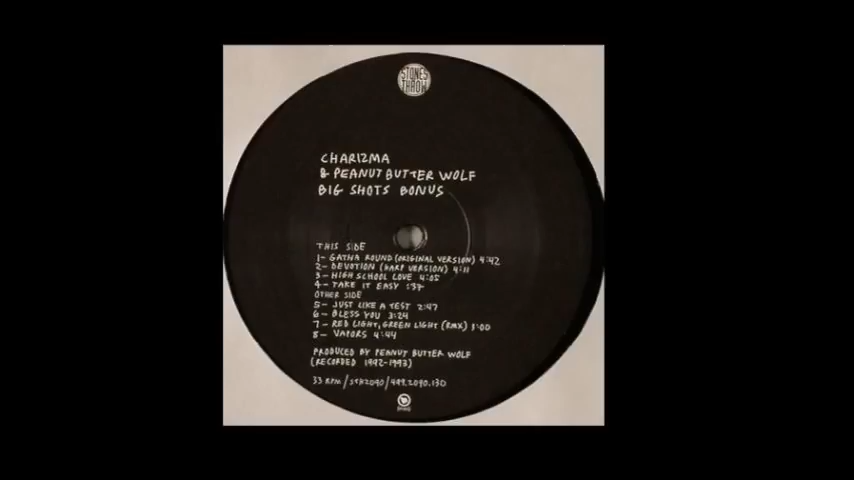 STONES
THROW
CHARIZMA
& PEANUT BUTTER WOLF
BIG SHOTS BONUS
THIS SIDE
1- GATHA ROUND (ORIGINAL VERSION) 4:42
2- DEVOTION (HARP VERSION) 4:11
3- HIGH SCHOOL LOVE 4:05
4- TAKE IT EASY :37
OTHER SIDE
5- JUST LIKE A TEST 2:47
6- BLESS YOU 3:24
7- RED LIGHT, GREEN LIGHT (RMX) 3:00
8- VAPORS 4:44
PRODUCED BY PEANUT BUTTER WOLF
(RECORDED 1992-1993)
33 RPM/STH2090/499.2090.130